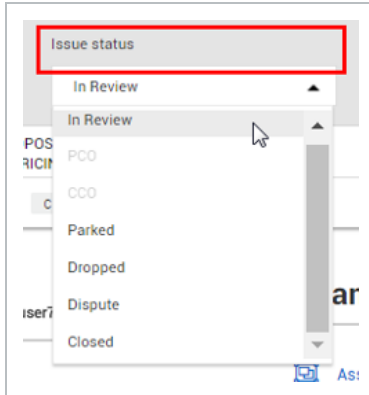 Issue status
In Review
In Review
PCO
CCO
Parked
Dropped
Dispute
Closed